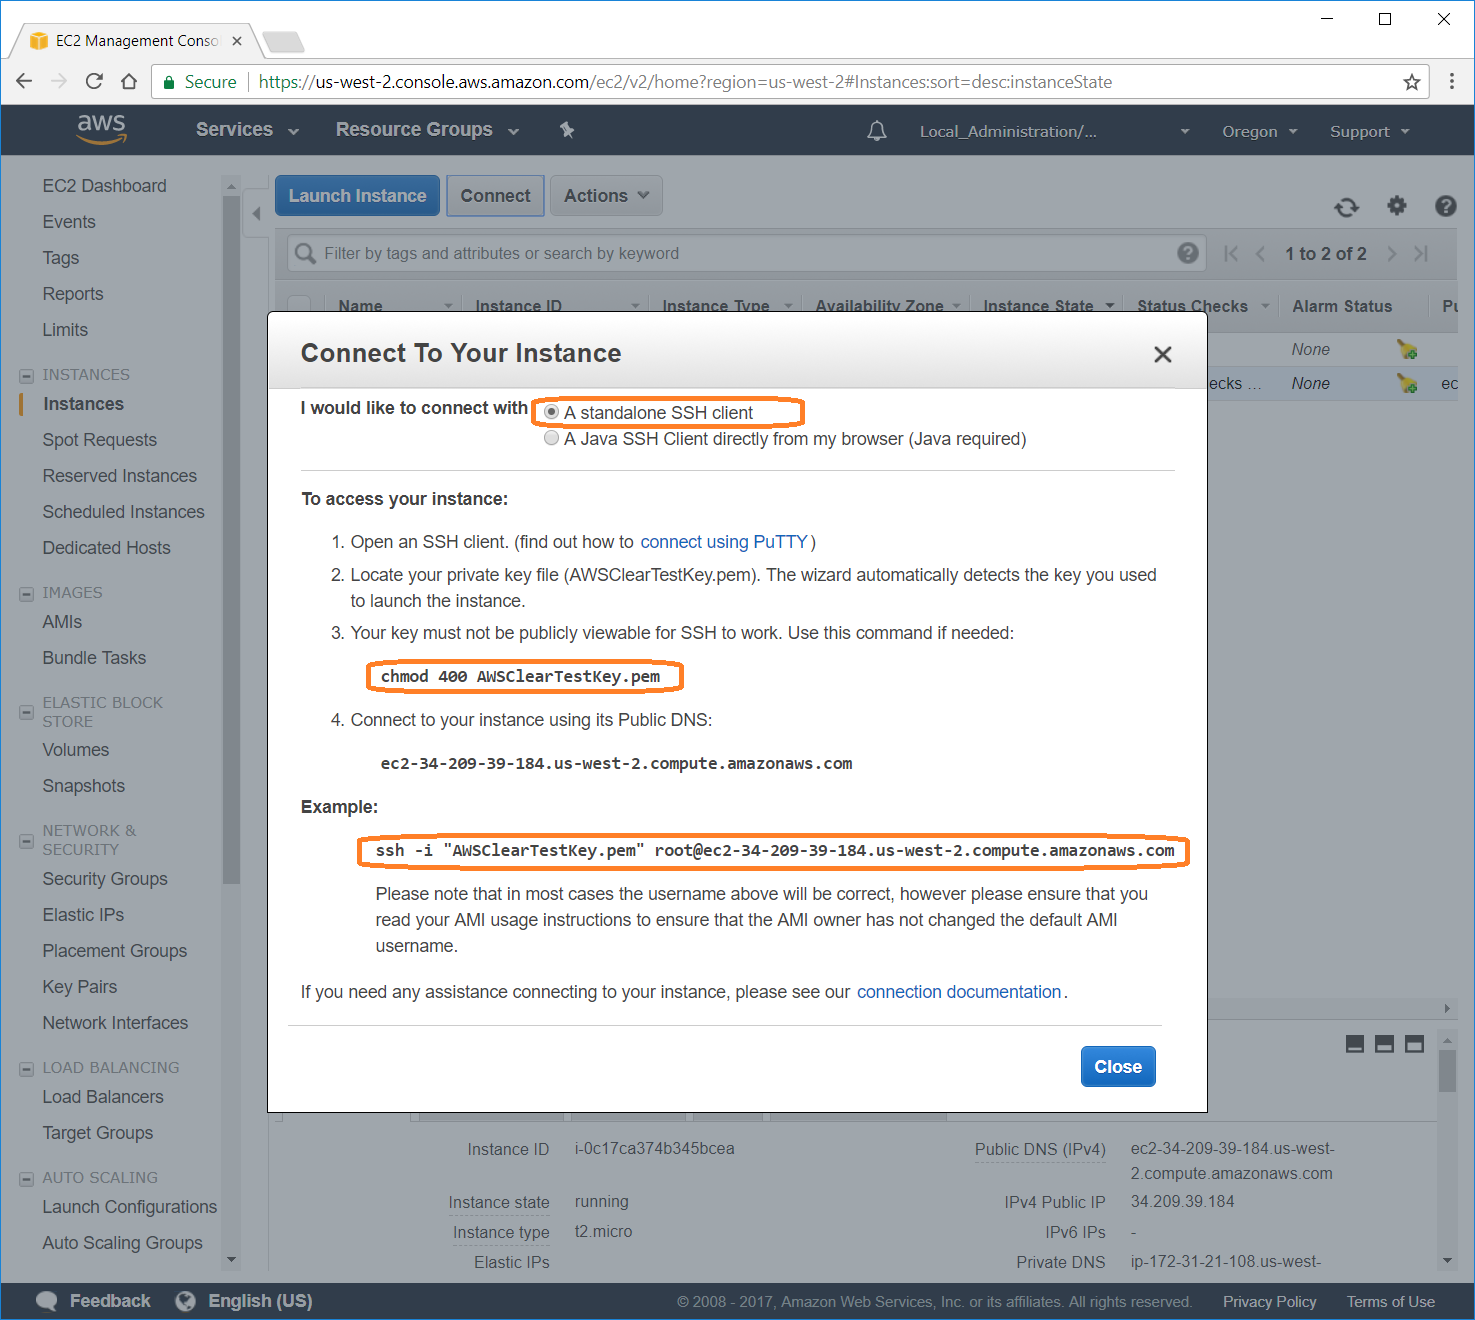 EC2 Management Conso
Secure https://us-west-2.console.aws.amazon.com/ec2/v2/home?region=us-west-2#Instances:sort=desc:instanceState
aws Services Resource Groups Local_Administration/... Oregon Support
EC2 Dashboard
Events
Tags
Reports
Limits
INSTANCES
Instances
Spot Requests
Reserved Instances
Scheduled Instances
Dedicated Hosts
IMAGES
AMIs
Bundle Tasks
ELASTIC BLOCK
STORE
Volumes
Snapshots
NETWORK &
SECURITY
Security Groups
Elastic IPs
Placement Groups
Key Pairs
Network Interfaces
LOAD BALANCING
Load Balancers
Target Groups
AUTO SCALING
Launch Configurations
Auto Scaling Groups
Launch Instance Connect Actions
Filter by tags and attributes or search by keyword 1 to 2 of 2
Name Instance ID Instance Type Availability Zone Instance State Status Checks Alarm Status Pu
None
ecks ... None ec
Connect To Your Instance
I would like to connect with A standalone SSH client
A Java SSH Client directly from my browser (Java required)
To access your instance:
1. Open an SSH client. (find out how to connect using PuTTY)
2. Locate your private key file (AWSClearTestKey.pem). The wizard automatically detects the key you used
to launch the instance.
3. Your key must not be publicly viewable for SSH to work. Use this command if needed:
chmod 400 AWSClearTestKey.pem
4. Connect to your instance using its Public DNS:
ec2-34-209-39-184.us-west-2.compute.amazonaws.com
Example:
ssh -i "AWSClearTestKey.pem" root@ec2-34-209-39-184.us-west-2.compute.amazonaws.com
Please note that in most cases the username above will be correct, however please ensure that you
read your AMI usage instructions to ensure that the AMI owner has not changed the default AMI
username.
If you need any assistance connecting to your instance, please see our connection documentation.
Close
Instance ID i-0c17ca374b345bcea Public DNS (IPv4) ec2-34-209-39-184.us-west-
2.compute.amazonaws.com
Instance state running IPv4 Public IP 34.209.39.184
Instance type t2.micro IPv6 IPs -
Elastic IPs Private DNS ip-172-31-21-108.us-west-
Feedback English (US) © 2008 - 2017, Amazon Web Services, Inc. or its affiliates. All rights reserved. Privacy Policy Terms of Use